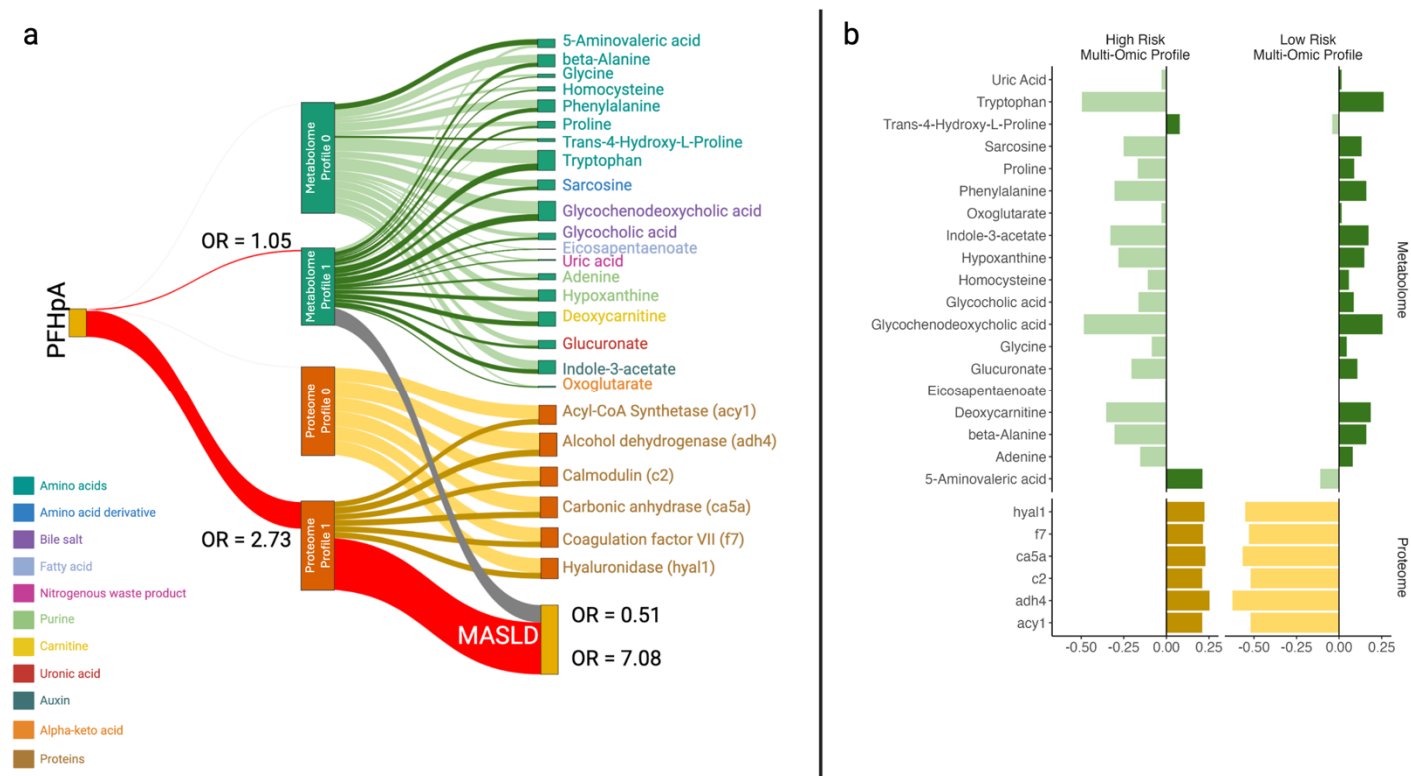 a
5-Aminovaleric acid
beta-Alanine
Glycine
Homocysteine
Phenylalanine
Proline
Trans-4-Hydroxy-L-Proline
Tryptophan
Sarcosine
Glycochenodeoxycholic acid
Glycocholic acid
Eicosapentaenoate
Uric acid
Adenine
Hypoxanthine
Deoxycarnitine
Glucuronate
Indole-3-acetate
Oxoglutarate
Acyl-CoA Synthetase (acy1)
Alcohol dehydrogenase (adh4)
Calmodulin (c2)
Carbonic anhydrase (ca5a)
Coagulation factor VII (f7)
Hyaluronidase (hyal1)
Metabolome
Profile 0
OR = 1.05
Metabolome
Profile 1
PFHpA
Proteome
Profile 0
OR = 2.73
Proteome
Profile 1
MASLD
OR = 0.51
OR = 7.08
Amino acids
Amino acid derivative
Bile salt
Fatty acid
Nitrogenous waste product
Purine
Carnitine
Uronic acid
Auxin
Alpha-keto acid
Proteins
b
High Risk
Multi-Omic Profile
Low Risk
Multi-Omic Profile
Uric Acid
Tryptophan
Trans-4-Hydroxy-L-Proline
Sarcosine
Proline
Phenylalanine
Oxoglutarate
Indole-3-acetate
Hypoxanthine
Homocysteine
Glycocholic acid
Glycochenodeoxycholic acid
Glycine
Glucuronate
Eicosapentaenoate
Deoxycarnitine
beta-Alanine
Adenine
5-Aminovaleric acid
Metabolome
hyal1
f7
ca5a
c2
adh4
acy1
Proteome
-0.50 -0.25 0.00 0.25 -0.50 -0.25 0.00 0.25